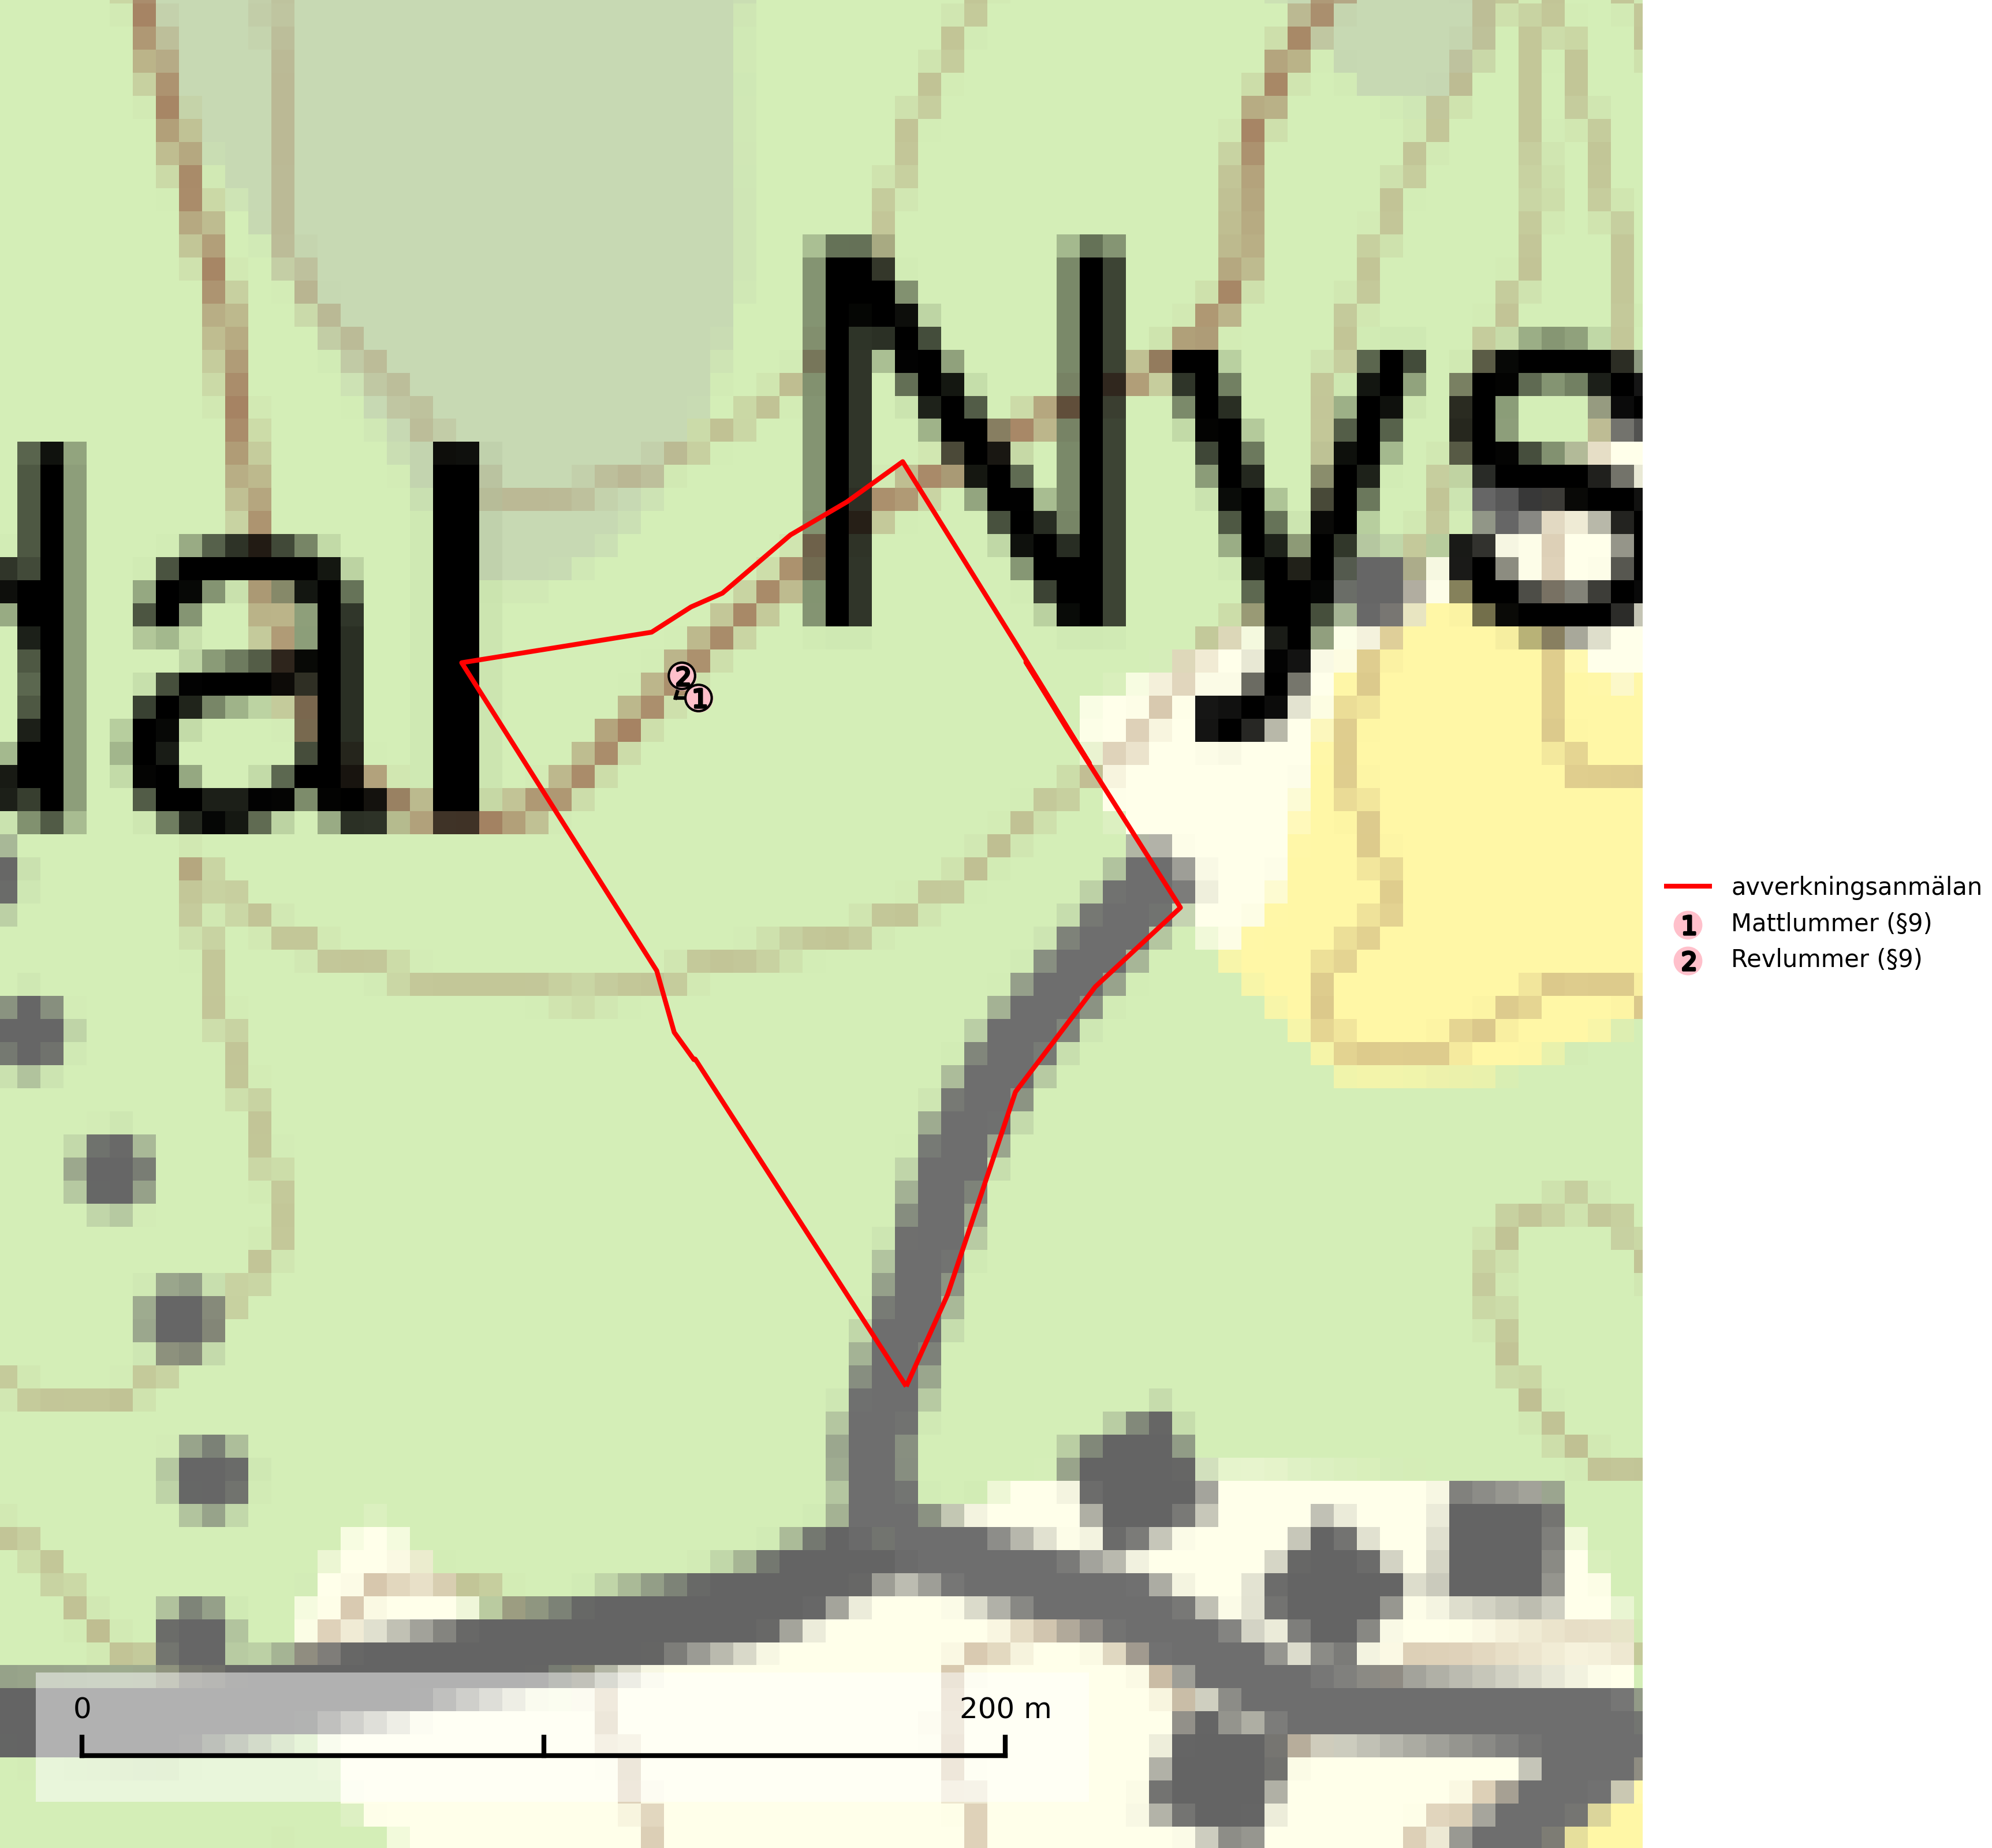 dal Nys
2
1
avverkningsanmälan
1 Mattlummer (§9)
2 Revlummer (§9)
0 200 m